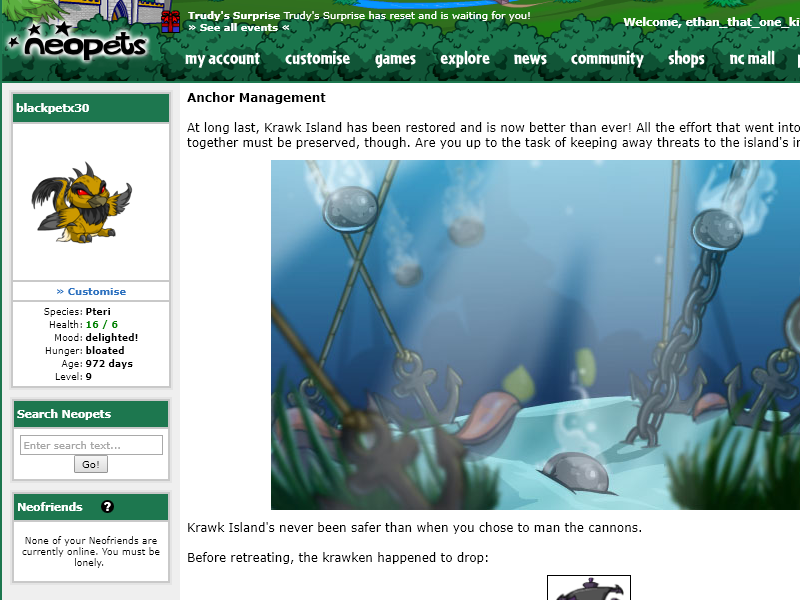 Trudy's Surprise Trudy's Surprise has reset and is waiting for you!
» See all events «
Welcome, ethan_that_one_ki
neopets
my account customise games explore news community shops nc mall
blackpetx30
» Customise
Species: Pteri
Health: 16 / 6
Mood: delighted!
Hunger: bloated
Age: 972 days
Level: 9
Search Neopets
Enter search text...
Go!
Neofriends ?
None of your Neofriends are
currently online. You must be
lonely.
Anchor Management
At long last, Krawk Island has been restored and is now better than ever! All the effort that went into
together must be preserved, though. Are you up to the task of keeping away threats to the island's in
Krawk Island's never been safer than when you chose to man the cannons.
Before retreating, the krawken happened to drop: